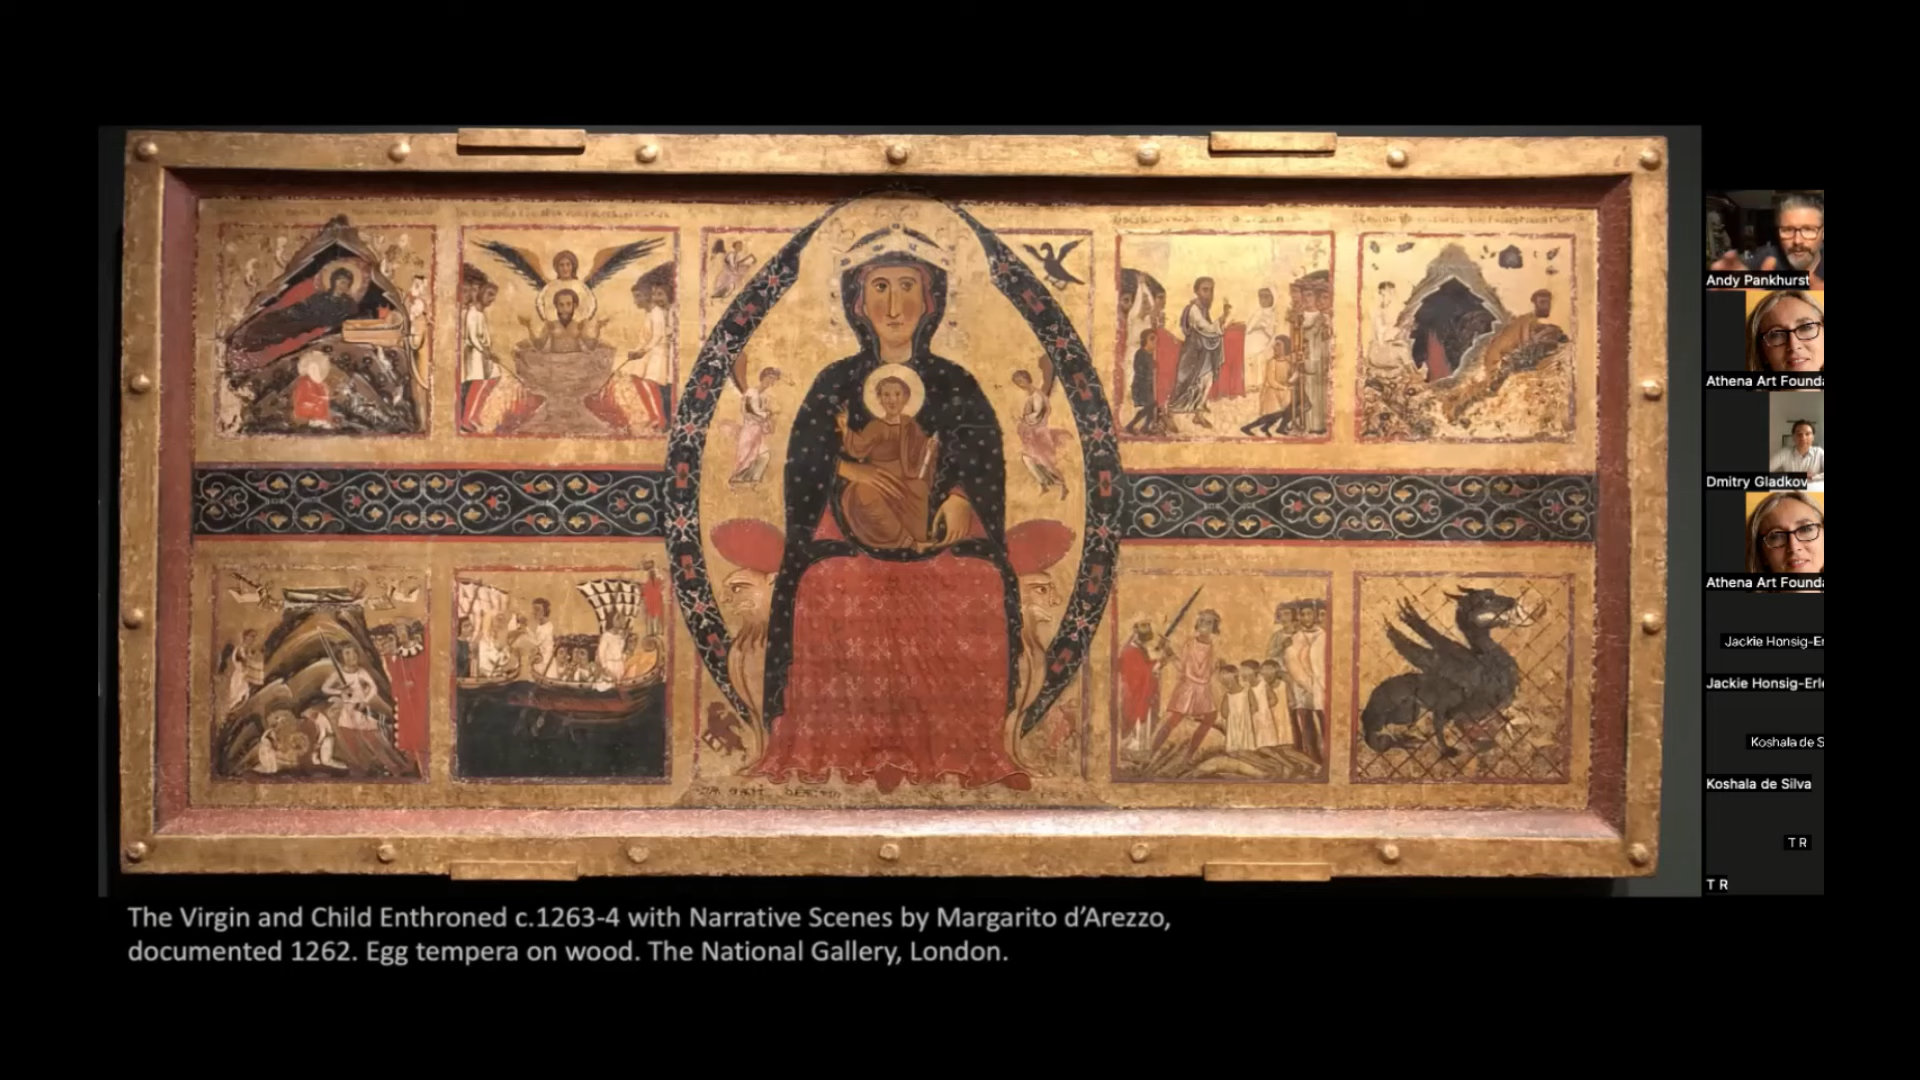 Andy Pankhurst
Athena Art Founda
Dmitry Gladkov
Athena Art Founda
Jackie Honsig-Er
Jackie Honsig-Erl
Koshala de S
Koshala de Silva
T R
T R
The Virgin and Child Enthroned c.1263-4 with Narrative Scenes by Margarito d’Arezzo,
documented 1262. Egg tempera on wood. The National Gallery, London.